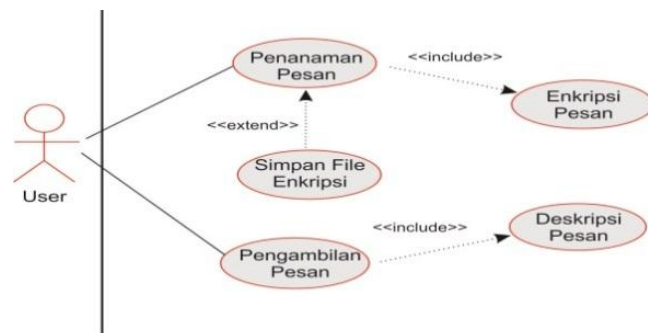 Penanaman
Pesan
<<include>>
Enkripsi
Pesan
<<extend>>
Simpan File
Enkripsi
User
Deskripsi
Pesan
<<include>>
Pengambilan
Pesan